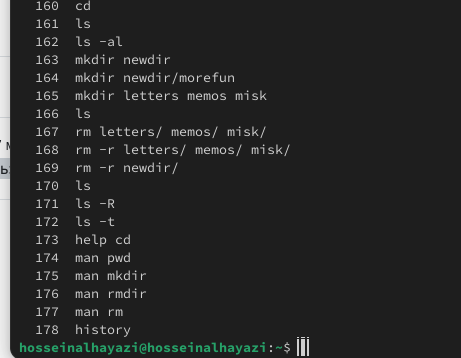 160 cd
161 ls
162 ls -al
163 mkdir newdir
164 mkdir newdir/morefun
165 mkdir letters memos misk
166 ls
167 rm letters/ memos/ misk/
168 rm -r letters/ memos/ misk/
169 rm -r newdir/
170 ls
171 ls -R
172 ls -t
173 help cd
174 man pwd
175 man mkdir
176 man rmdir
177 man rm
178 history
hosseinalhayazi@hosseinalhayazi:~$